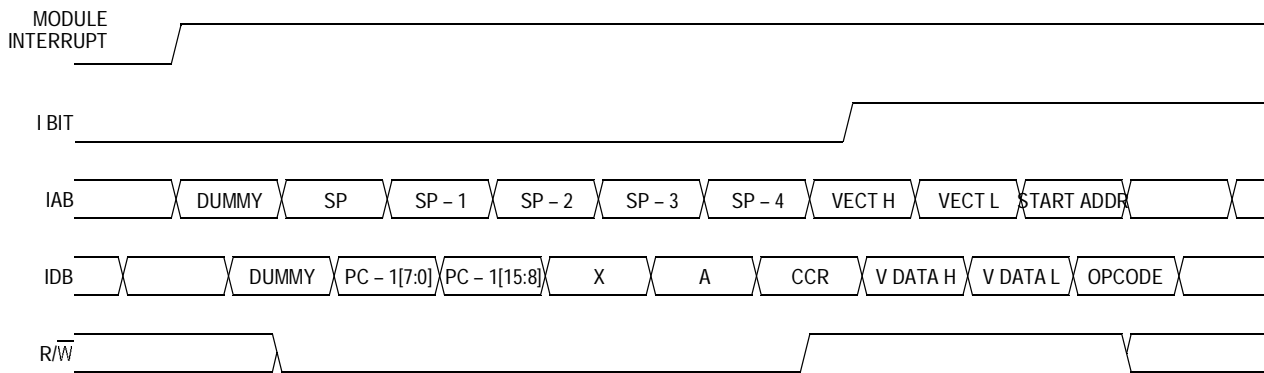 MODULE
INTERRUPT
I BIT
IAB DUMMY SP SP – 1 SP – 2 SP – 3 SP – 4 VECT H VECT L START ADDR
IDB DUMMY PC – 1[7:0] PC – 1[15:8] X A CCR V DATA H V DATA L OPCODE
R/W̅